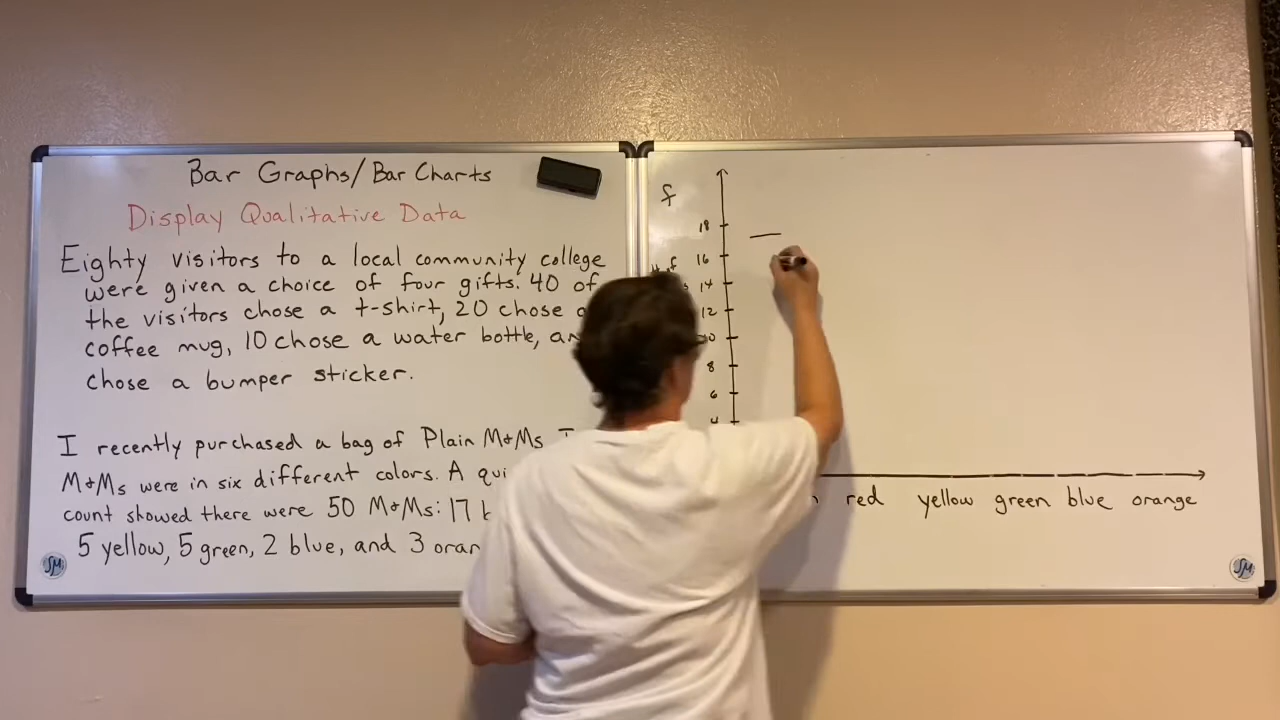 Bar Graphs/Bar Charts
Display Qualitative Data
Eighty visitors to a local community college
were given a choice of four gifts. 40 of
the visitors chose a t-shirt, 20 chose
coffee mug, 10 chose a water bottle,
chose a bumper sticker.
I recently purchased a bag of Plain M&Ms
M&Ms were in six different colors. A
count showed there were 50 M&Ms: 17
5 yellow, 5 green, 2 blue, and 3
SM
f
18
16
14
12
8
6
red yellow green blue orange
SM